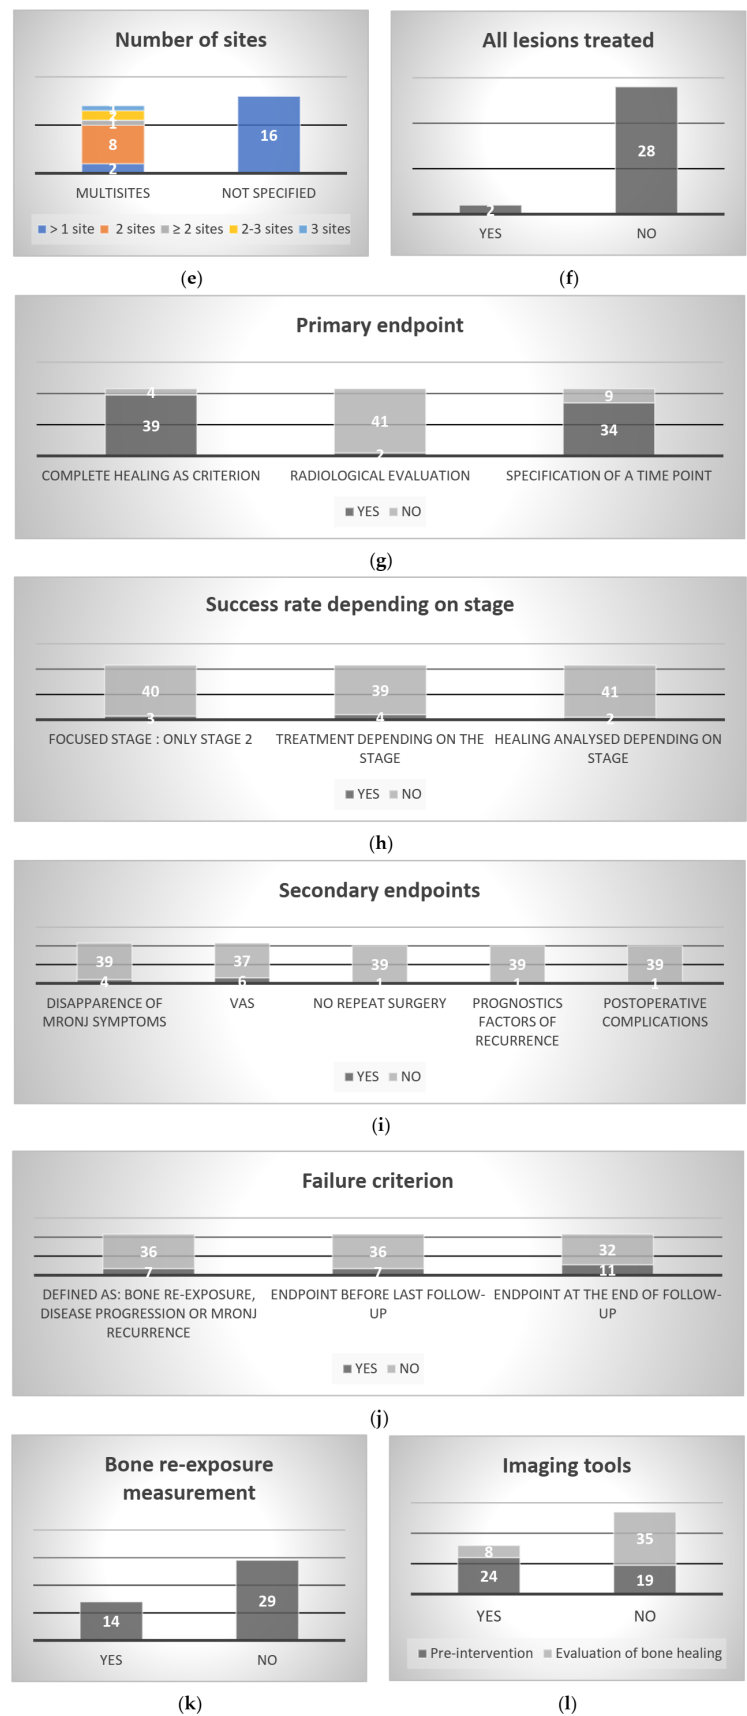 Number of sites
1
2
1
8
2
16
MULTISITES NOT SPECIFIED
> 1 site 2 sites ≥ 2 sites 2-3 sites 3 sites
(e)
All lesions treated
28
2
YES NO
(f)
Primary endpoint
4
39
41
2
9
34
COMPLETE HEALING AS CRITERION RADIOLOGICAL EVALUATION SPECIFICATION OF A TIME POINT
YES NO
(g)
Success rate depending on stage
40 39 41
3 4 2
FOCUSED STAGE : ONLY STAGE 2 TREATMENT DEPENDING ON THE HEALING ANALYSED DEPENDING ON
STAGE STAGE
YES NO
(h)
Secondary endpoints
39 37 39 39 39
4 6 1 1 1
DISAPPARENCE OF VAS NO REPEAT SURGERY PROGNOSTICS POSTOPERATIVE
MRONJ SYMPTOMS FACTORS OF COMPLICATIONS
RECURRENCE
YES NO
(i)
Failure criterion
36 36 32
7 7 11
DEFINED AS: BONE RE-EXPOSURE, ENDPOINT BEFORE LAST FOLLOW- ENDPOINT AT THE END OF FOLLOW-
DISEASE PROGRESSION OR MRONJ UP UP
RECURRENCE
YES NO
(j)
Bone re-exposure
measurement
29
14
YES NO
(k)
Imaging tools
8 35
24 19
YES NO
Pre-intervention Evaluation of bone healing
(l)